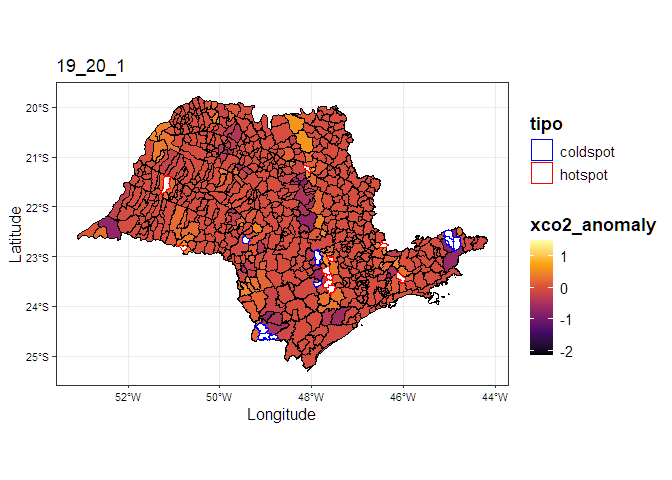 19_20_1
20°S
21°S
22°S
23°S
24°S
25°S
Latitude
52°W
50°W
48°W
46°W
44°W
Longitude
tipo
coldspot
hotspot
xco2_anomaly
1
0
-1
-2